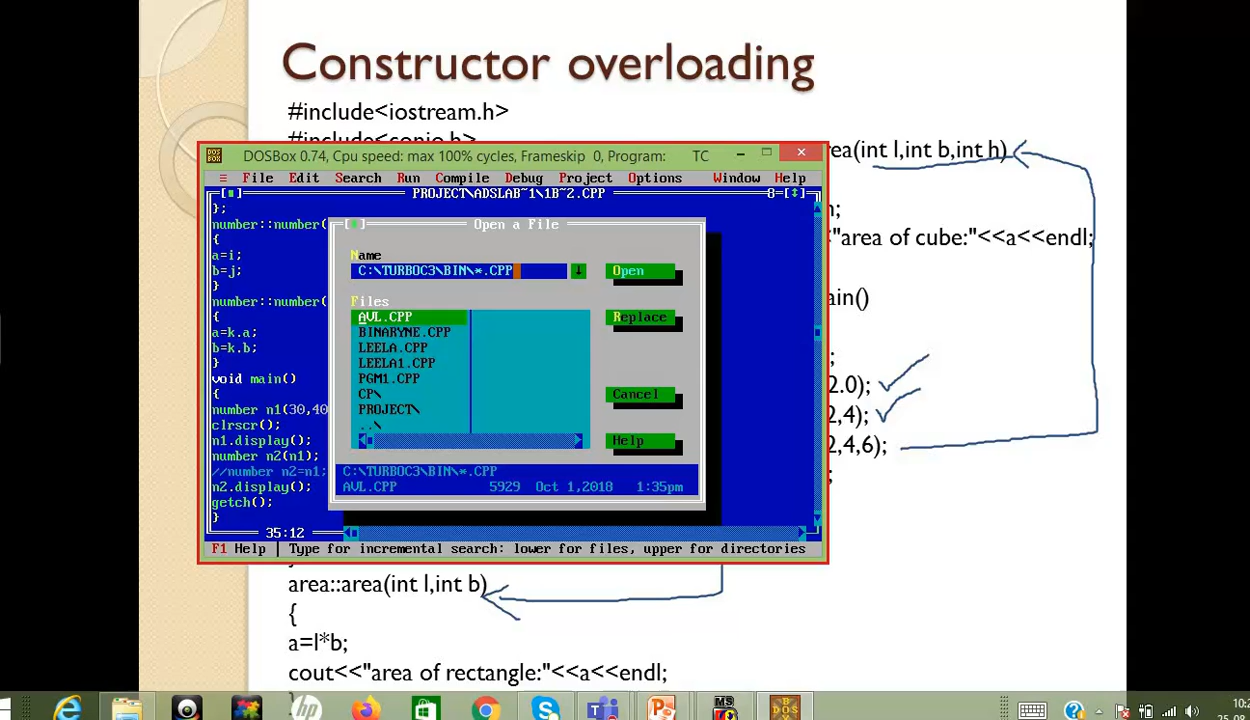 Constructor overloading
#include<iostream.h>
#include<conio.h>
rea(int l,int b,int h)
h;
"area of cube:"<<a<<endl;
ain()
;
2.0);
2,4);
2,4,6);
;
DOSBox 0.74, Cpu speed: max 100% cycles, Frameskip 0, Program: TC
≡ File Edit Search Run Compile Debug Project Options Window Help
PROJECT\ADSLAB~1\1B~2.CPP 8
};
number::number(
{
a=i;
b=j;
}
number::number(
{
a=k.a;
b=k.b;
}
void main()
{
number n1(30,40
clrscr();
n1.display();
number n2(n1);
//number n2=n1;
n2.display();
getch();
}
35:12
Open a File
Name
C:\TURBOC3\BIN\*.CPP
Open
Files
AVL.CPP
BINARYNE.CPP
LEELA.CPP
LEELA1.CPP
PGM1.CPP
CP\
PROJECT\
..\
Replace
Cancel
Help
C:\TURBOC3\BIN\*.CPP
AVL.CPP 5929 Oct 1,2018 1:35pm
F1 Help | Type for incremental search: lower for files, upper for directories
area::area(int l,int b)
{
a=l*b;
cout<<"area of rectangle:"<<a<<endl;